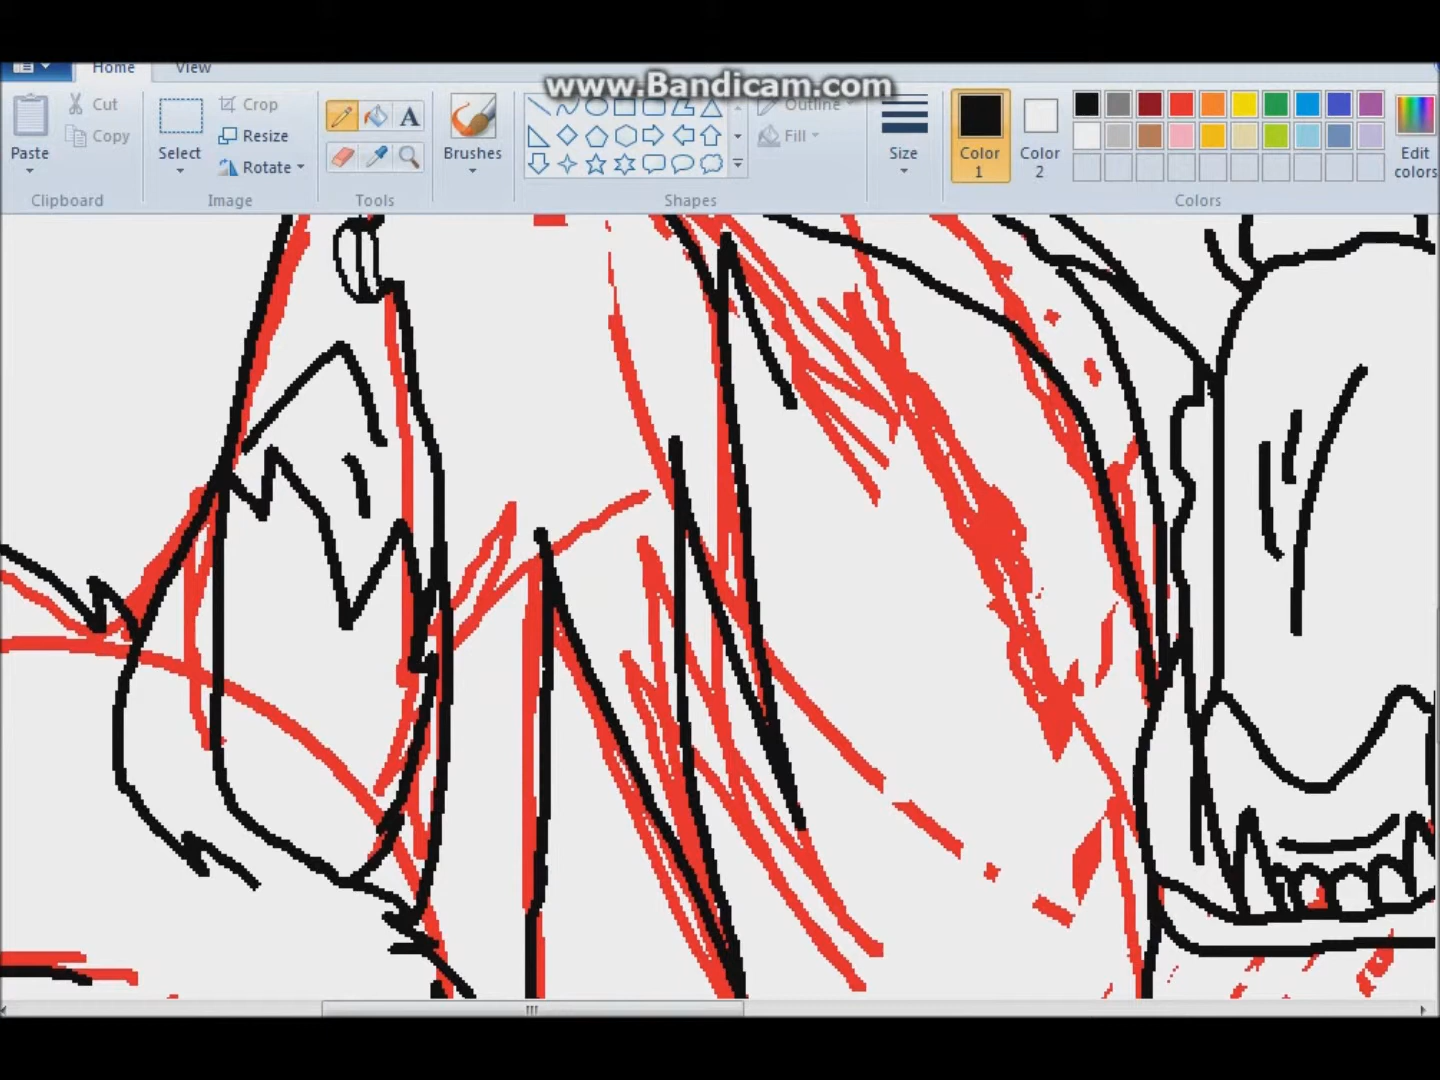 www.Bandicam.com
Home View
Cut
Copy
Paste
Clipboard
Select
Crop
Resize
Rotate
Image
A
Tools
Brushes
Outline
Fill
Shapes
Size
Color 1
Color 2
Edit colors
Colors